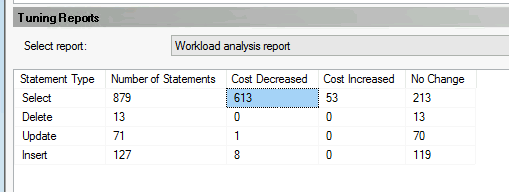 Tuning Reports
Select report: Workload analysis report
Statement Type Number of Statements Cost Decreased Cost Increased No Change
Select 879 613 53 213
Delete 13 0 0 13
Update 71 1 0 70
Insert 127 8 0 119